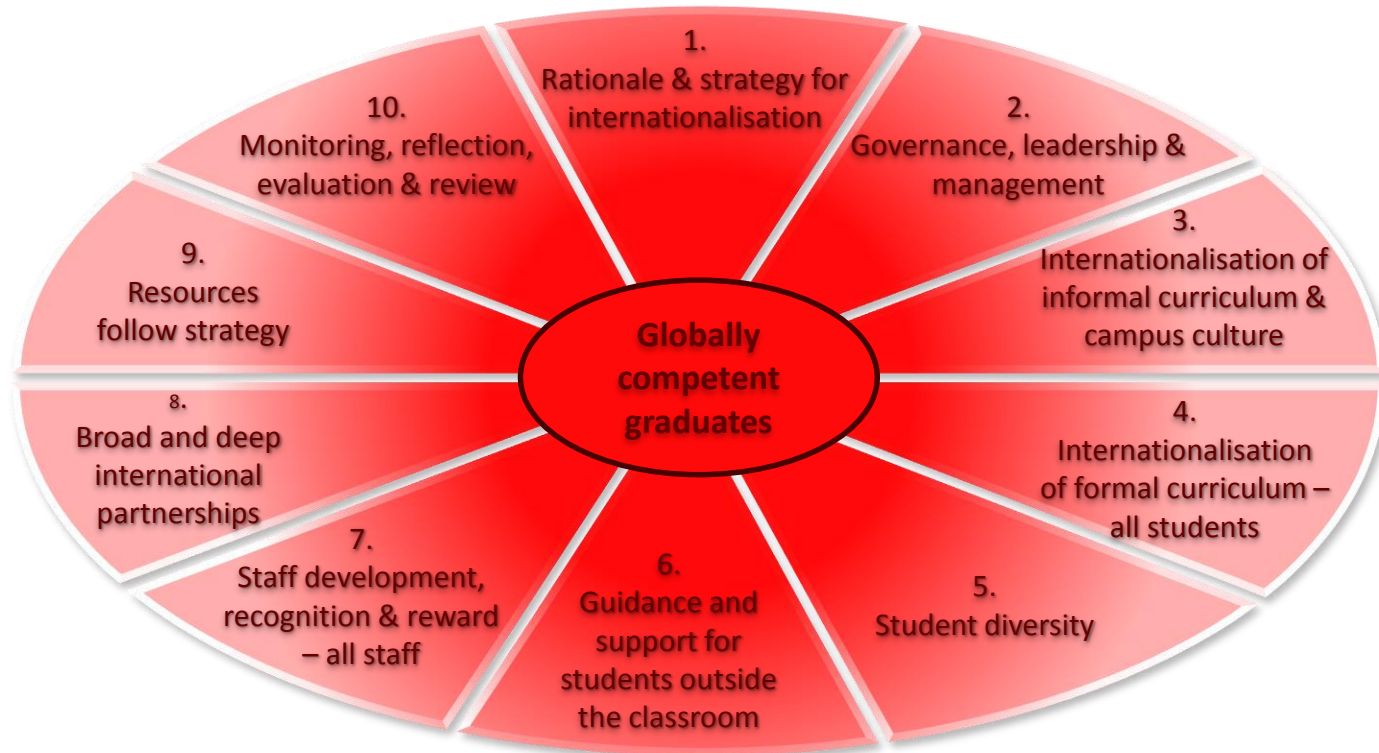 1.
Rationale & strategy for
internationalisation
2.
Governance, leadership &
management
3.
Internationalisation of
informal curriculum &
campus culture
4.
Internationalisation
of formal curriculum –
all students
5.
Student diversity
6.
Guidance and
support for
students outside
the classroom
7.
Staff development,
recognition & reward
– all staff
8.
Broad and deep
international
partnerships
9.
Resources
follow strategy
10.
Monitoring, reflection,
evaluation & review
Globally
competent
graduates